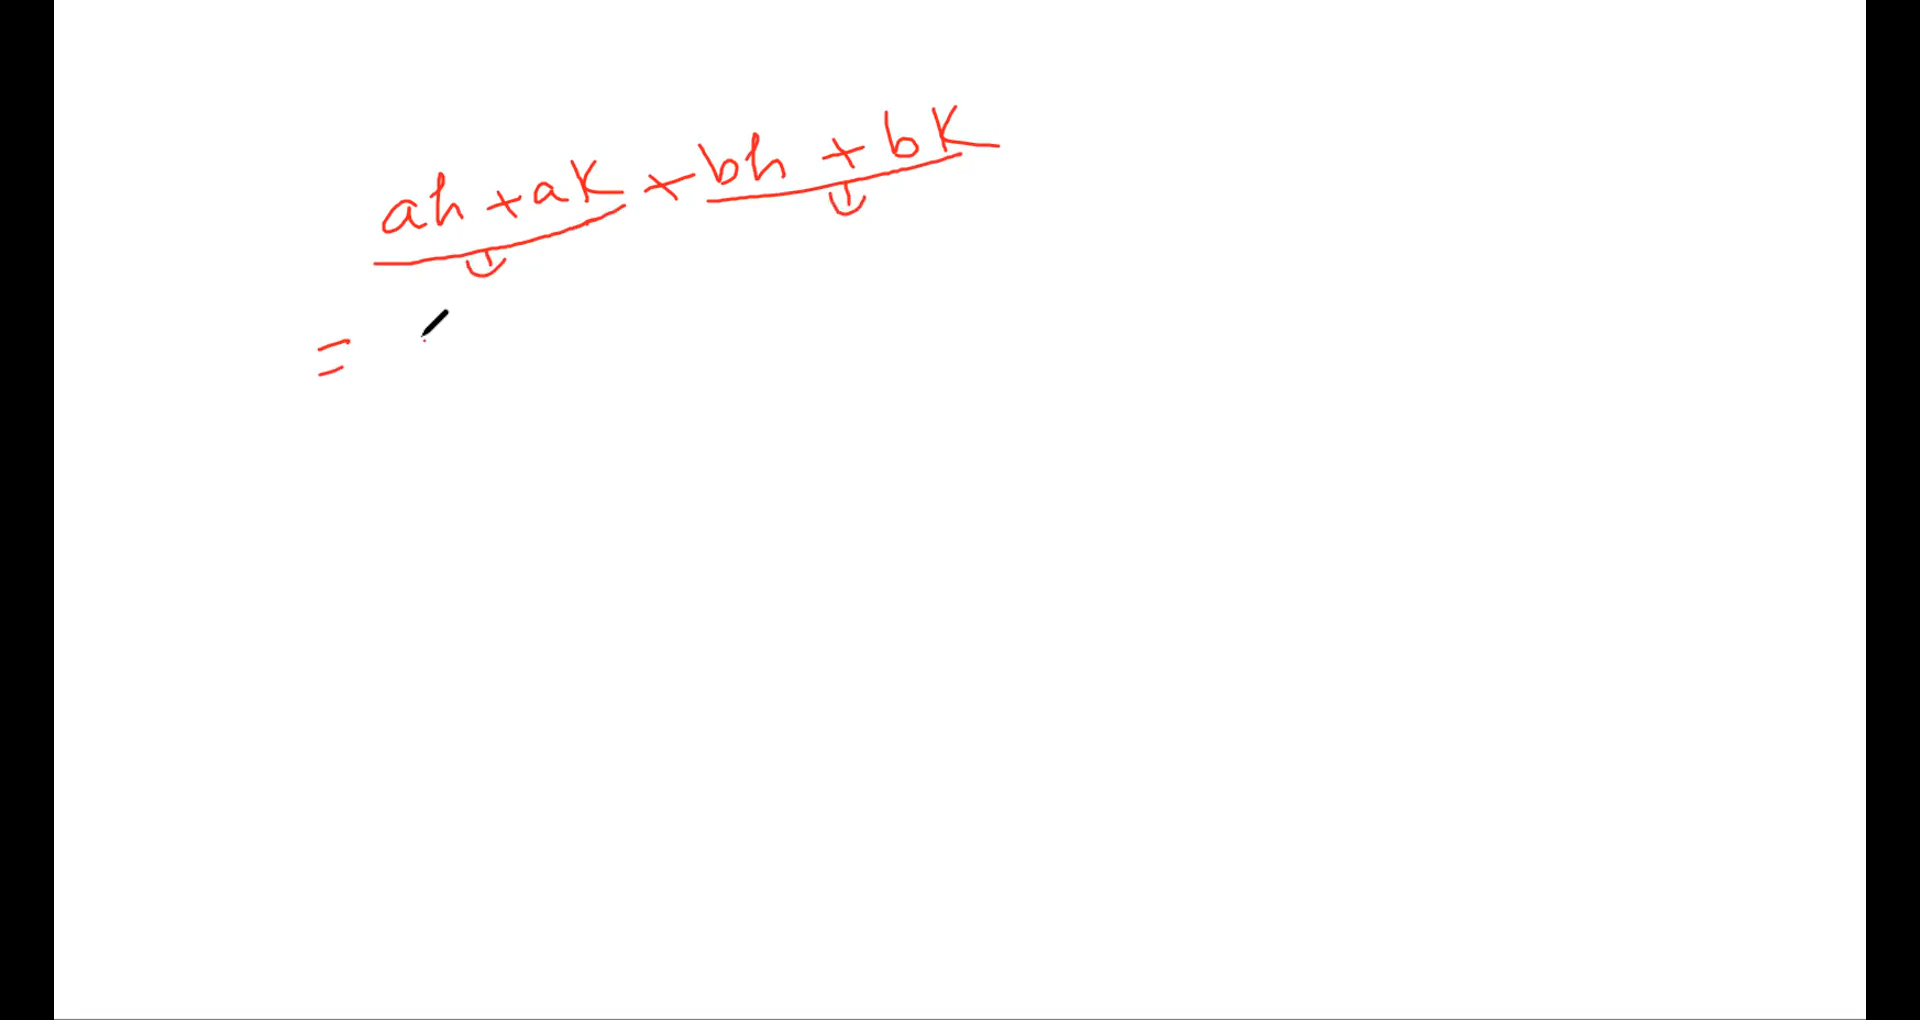 ah + ak + bh + bk
=